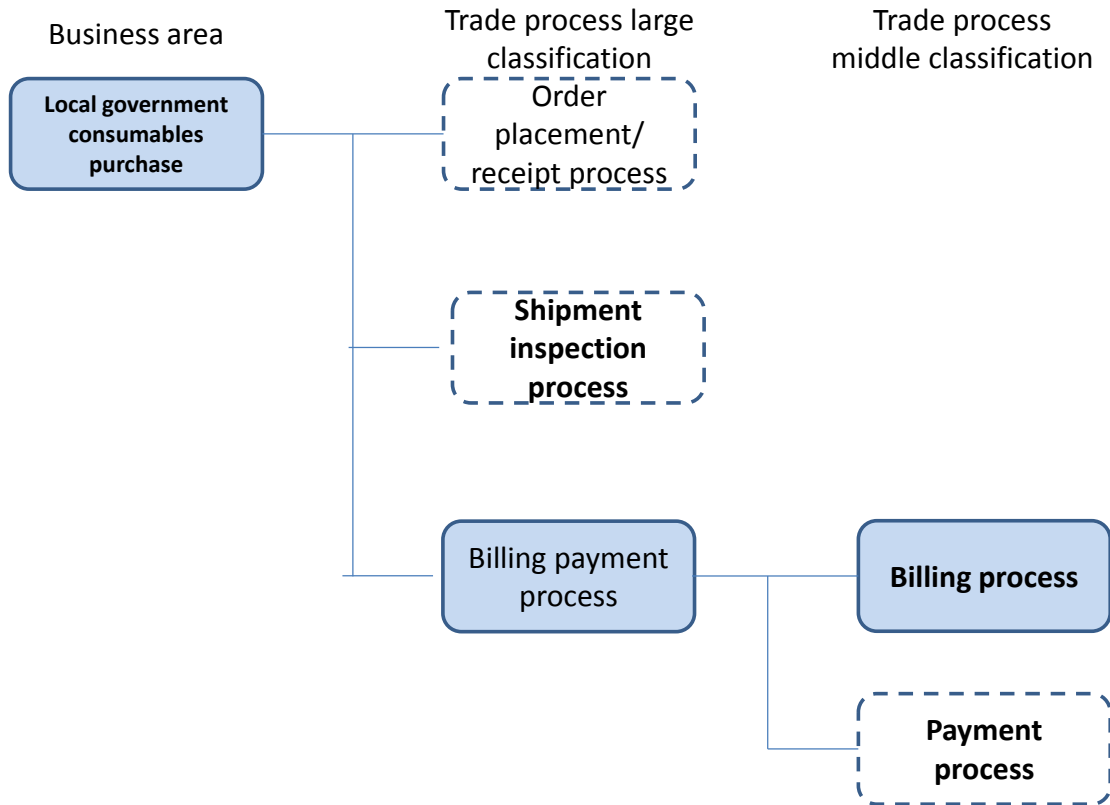 Business area
Trade process large
classification
Trade process
middle classification
Local government
consumables
purchase
Order
placement/
receipt process
Shipment
inspection
process
Billing payment
process
Billing process
Payment
process